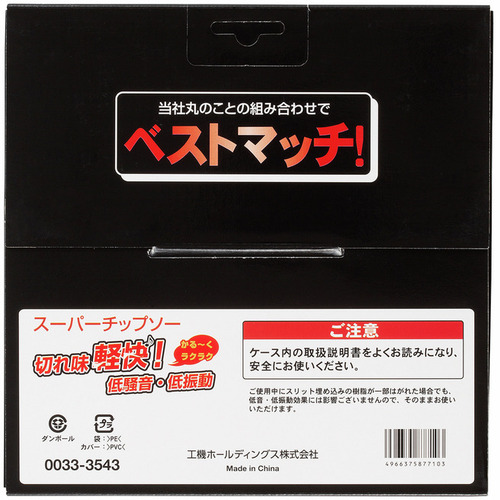 当社丸のことの組み合わせで
ベストマッチ!
スーパーチップソー
切れ味軽快!
かる~く
ラクラク
低騒音・低振動
ダンボール
プラ
袋:>PE<
カバー:>PVC<
0033-3543
ご注意
ケース内の取扱説明書をよくお読みになり、
安全にお使いください。
ご使用中にスリット埋め込みの樹脂が一部はがれた場合でも、
低音・低振動効果には影響ございませんので、そのままお使い
いただけます。
工機ホールディングス株式会社
Made in China
4966375877103